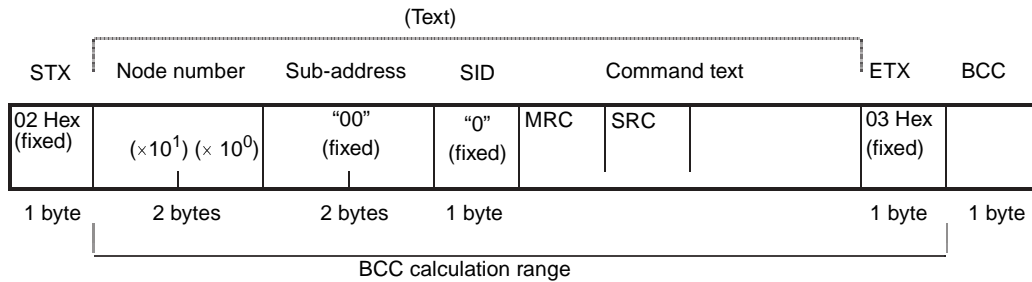 (Text)
STX Node number Sub-address SID Command text ETX BCC
02 Hex (fixed)
(×10¹) (× 10⁰)
“00” (fixed)
“0” (fixed)
MRC
SRC
03 Hex (fixed)
1 byte 2 bytes 2 bytes 1 byte 1 byte 1 byte
BCC calculation range